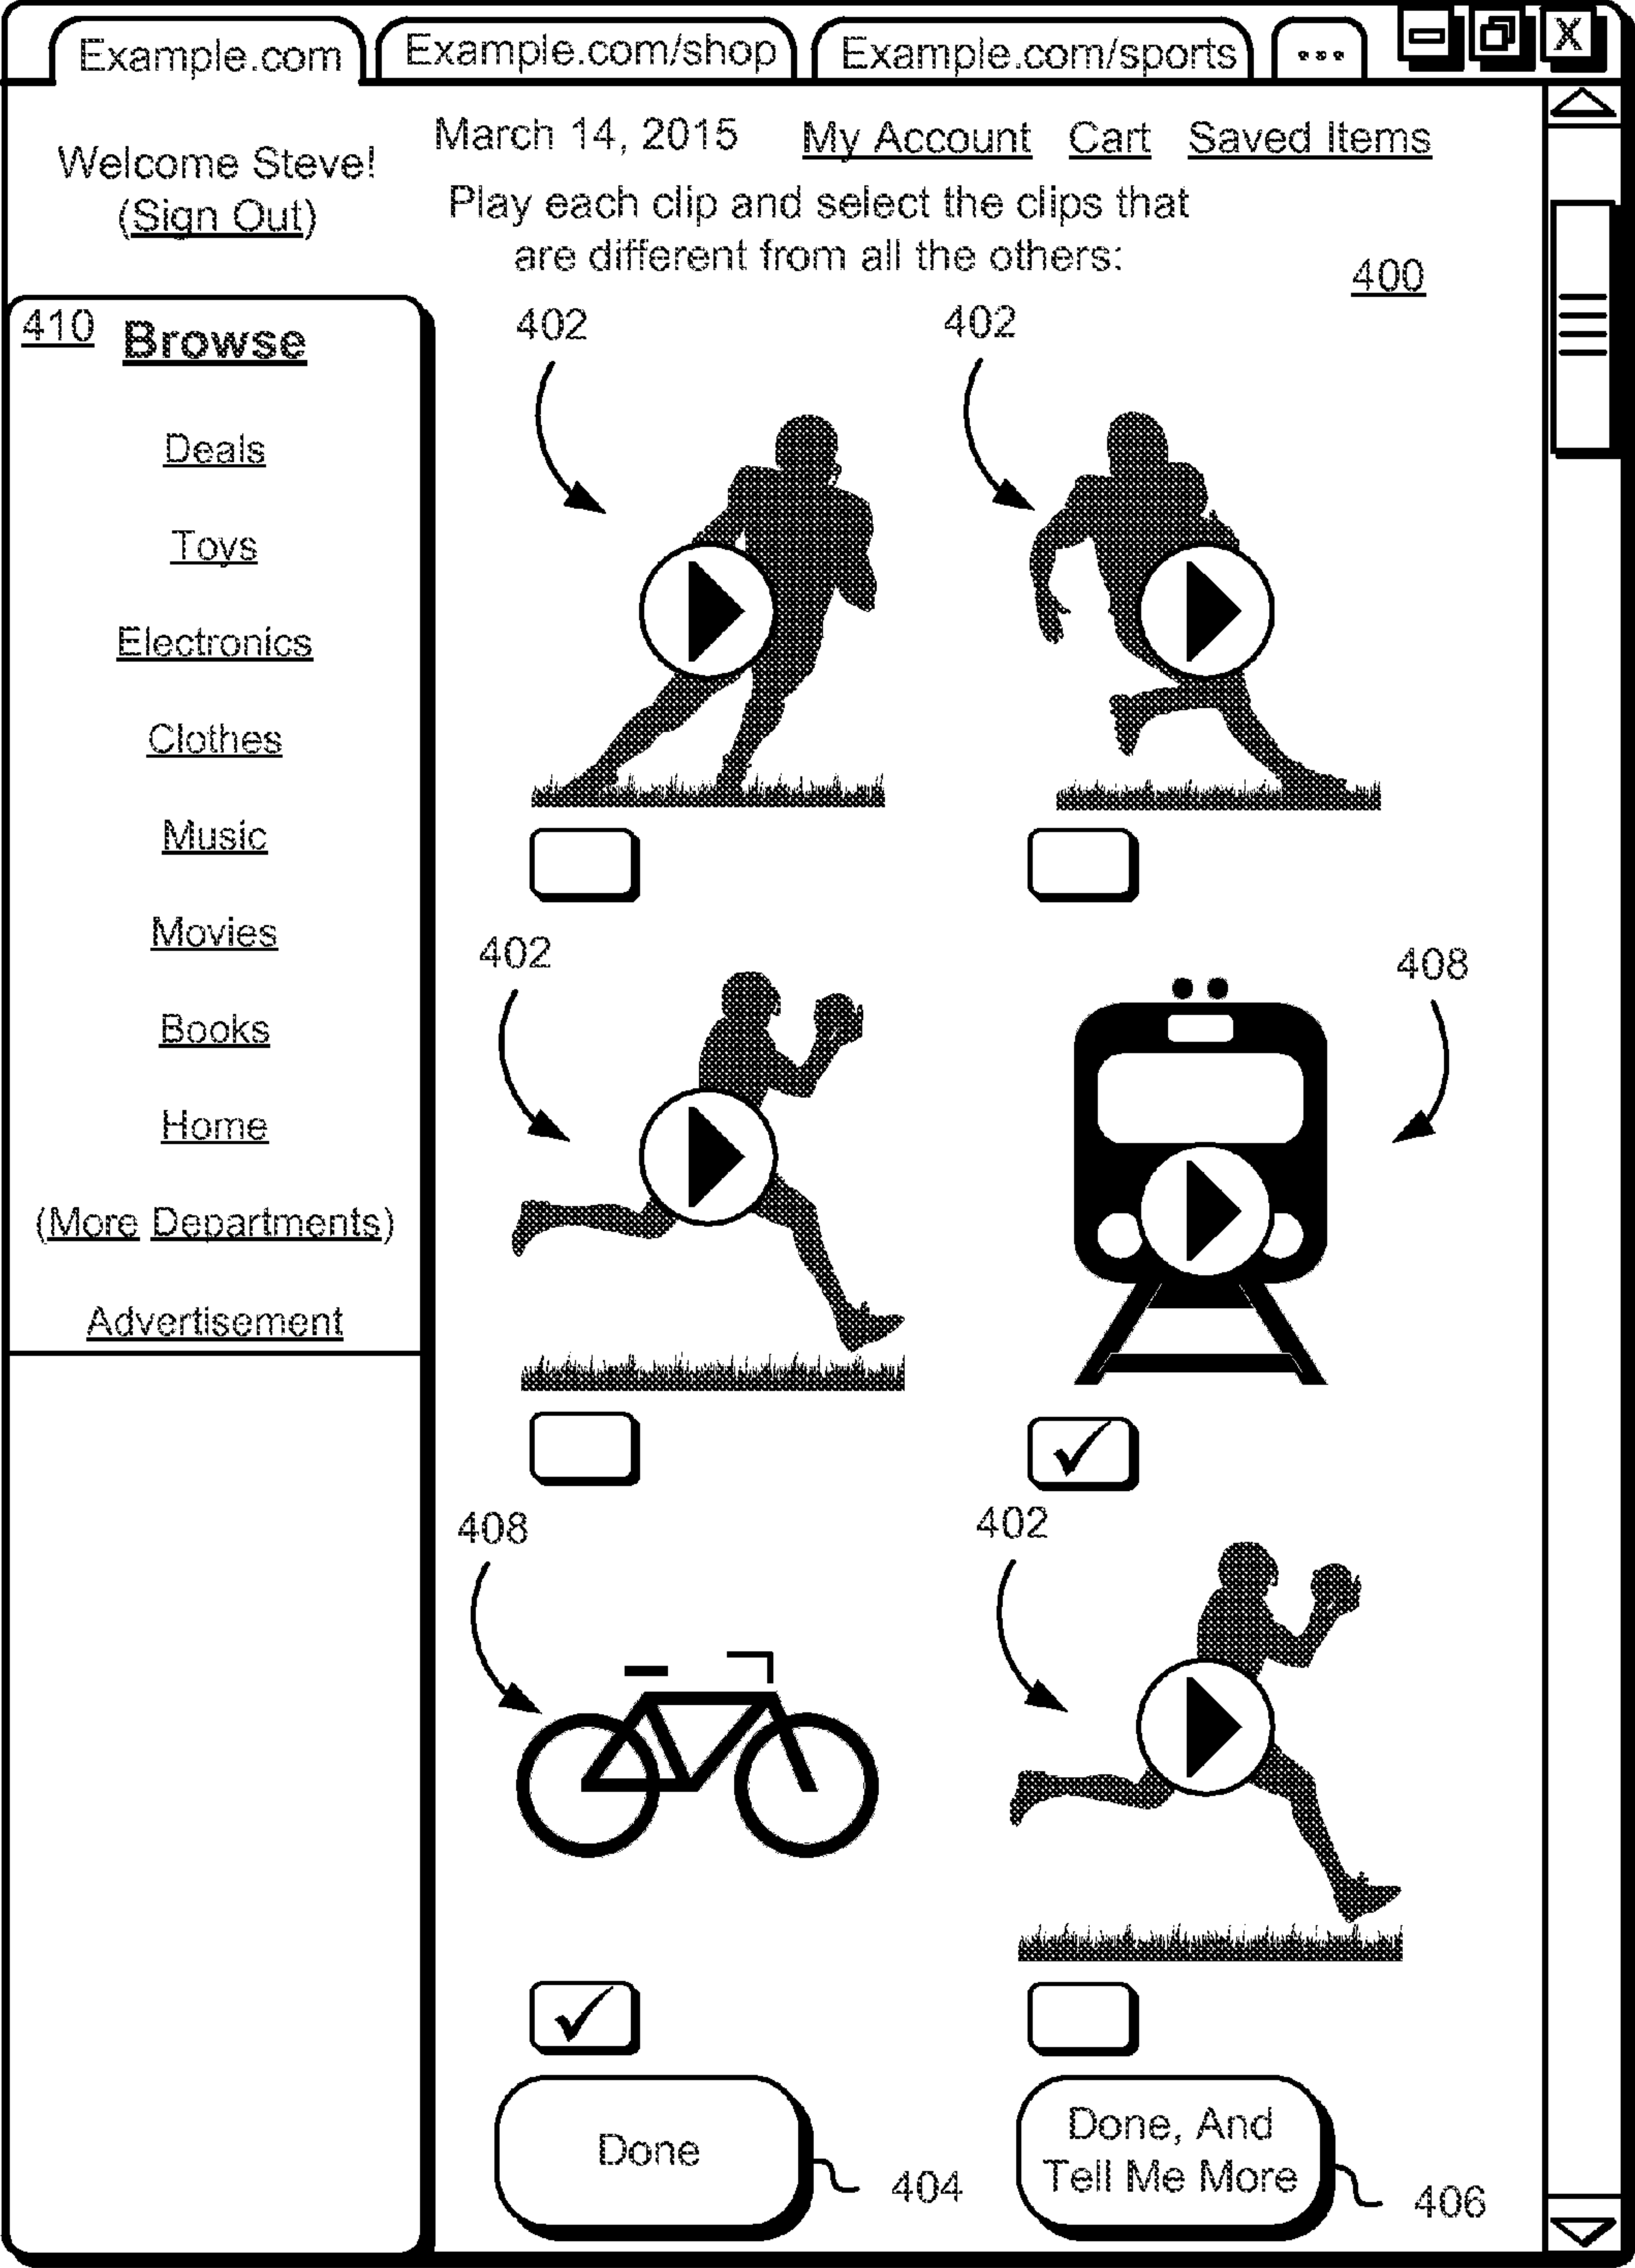 Example.com
Example.com/shop
Example.com/sports
...
X
Welcome Steve!
(Sign Out)
March 14, 2015
My Account
Cart
Saved Items
Play each clip and select the clips that
are different from all the others:
400
410
Browse
Deals
Toys
Electronics
Clothes
Music
Movies
Books
Home
(More Departments)
Advertisement
402
402
402
408
408
402
Done
404
Done, And
Tell Me More
406